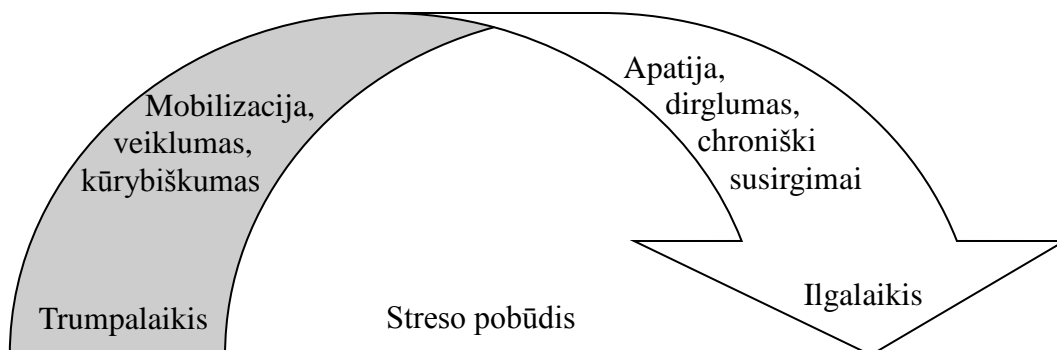 Mobilizacija,
veiklumas,
kūrybiškumas
Apatija,
dirglumas,
chroniški
susirgimai
Trumpalaikis
Streso pobūdis
Ilgalaikis